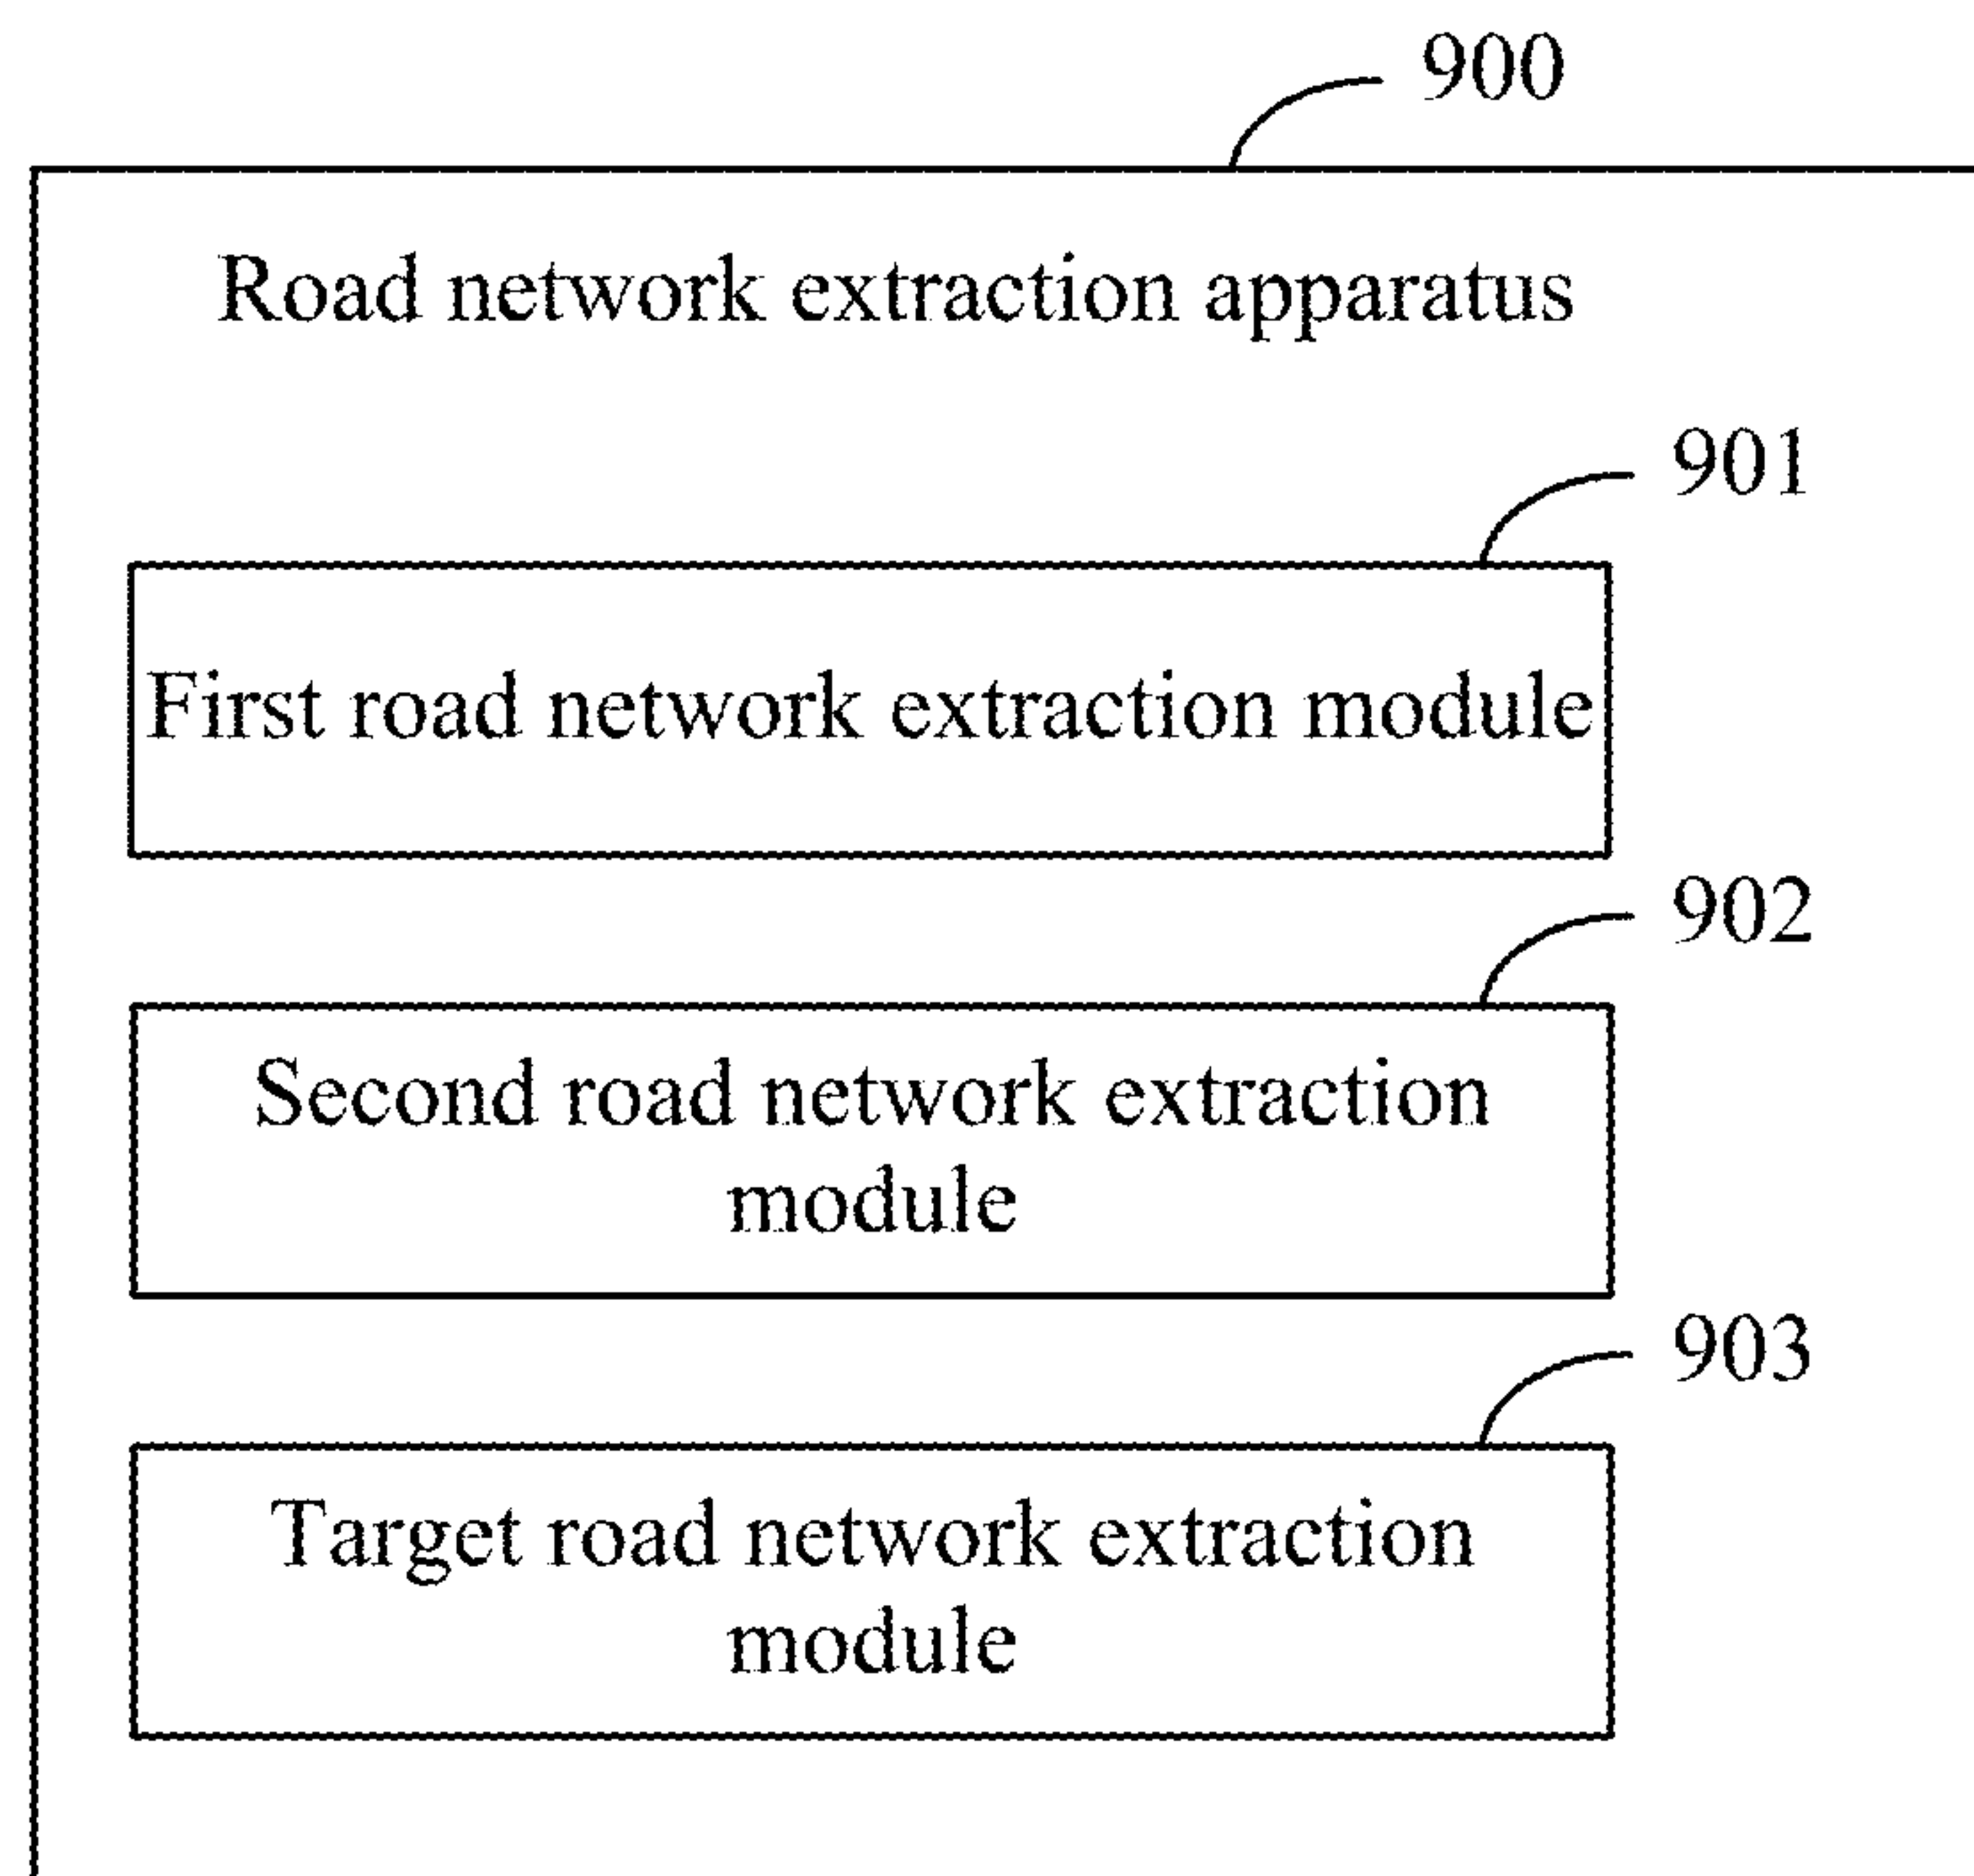 900
Road network extraction apparatus
901
First road network extraction module
902
Second road network extraction
module
903
Target road network extraction
module